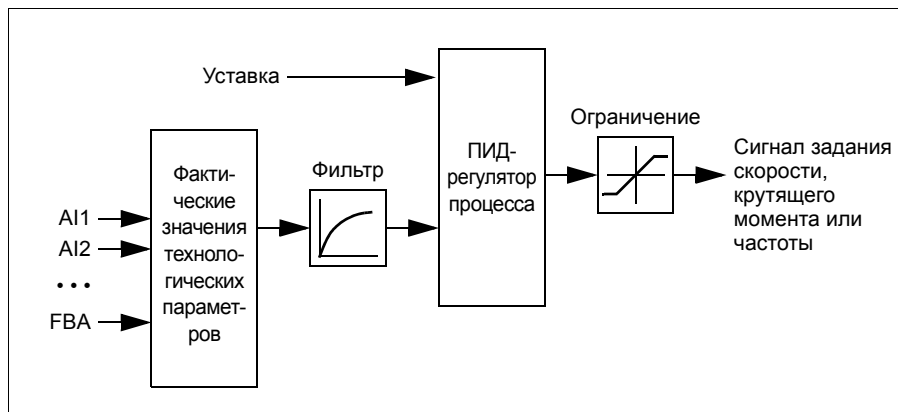 Уставка
AI1
AI2
...
FBA
Факти-
ческие
значения
техноло-
гических
парамет-
ров
Фильтр
ПИД-
регулятор
процесса
Ограничение
Сигнал задания
скорости,
крутящего
момента или
частоты